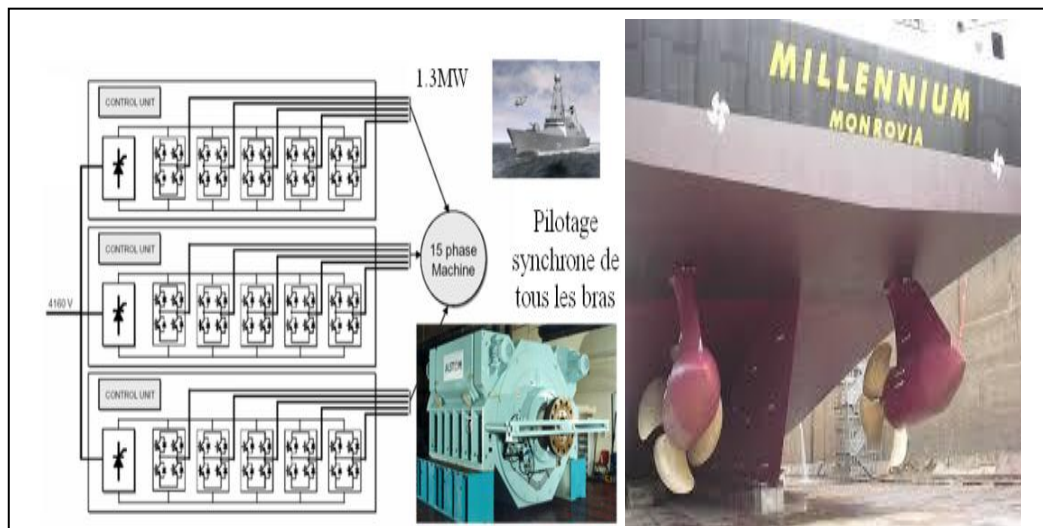 1.3MW
CONTROL UNIT
CONTROL UNIT
4160 V
CONTROL UNIT
15 phase
Machine
Pilotage
synchrone de
tous les bras
ALSTOM
MILLENNIUM
MONROVIA